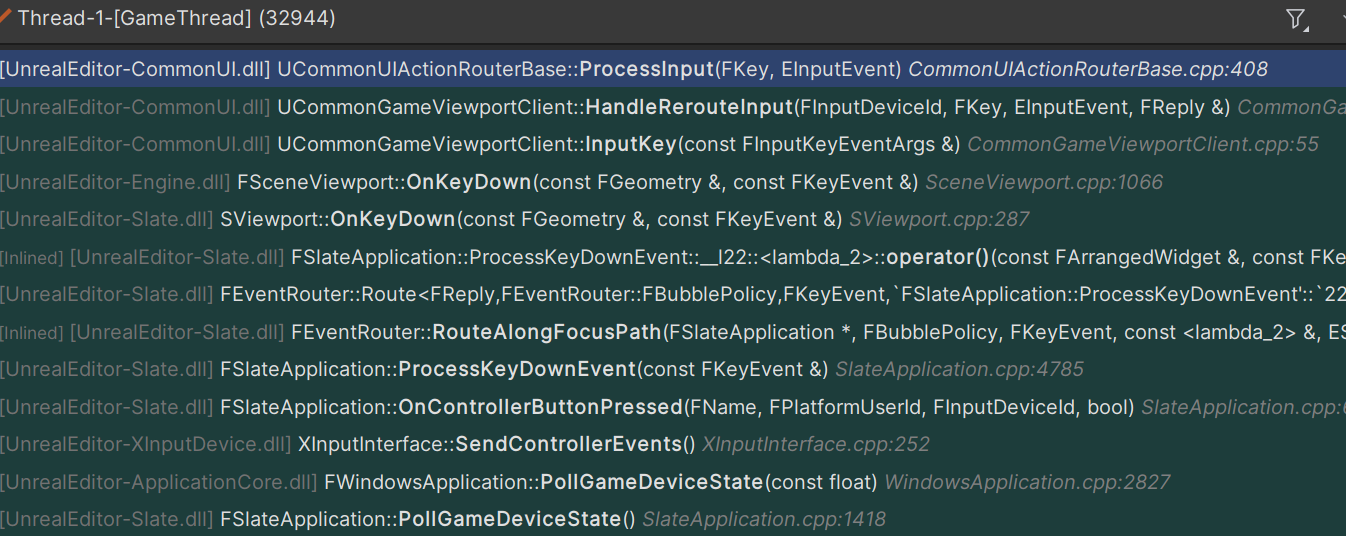 Thread-1-[GameThread] (32944)
[UnrealEditor-CommonUI.dll] UCommonUIActionRouterBase::ProcessInput(FKey, EInputEvent) CommonUIActionRouterBase.cpp:408
[UnrealEditor-CommonUI.dll] UCommonGameViewportClient::HandleRerouteInput(FInputDeviceId, FKey, EInputEvent, FReply &) CommonGa
[UnrealEditor-CommonUI.dll] UCommonGameViewportClient::InputKey(const FInputKeyEventArgs &) CommonGameViewportClient.cpp:55
[UnrealEditor-Engine.dll] FSceneViewport::OnKeyDown(const FGeometry &, const FKeyEvent &) SceneViewport.cpp:1066
[UnrealEditor-Slate.dll] SViewport::OnKeyDown(const FGeometry &, const FKeyEvent &) SViewport.cpp:287
[Inlined] [UnrealEditor-Slate.dll] FSlateApplication::ProcessKeyDownEvent::__l22::<lambda_2>::operator()(const FArrangedWidget &, const FKe
[UnrealEditor-Slate.dll] FEventRouter::Route<FReply,FEventRouter::FBubblePolicy,FKeyEvent,`FSlateApplication::ProcessKeyDownEvent'::`22
[Inlined] [UnrealEditor-Slate.dll] FEventRouter::RouteAlongFocusPath(FSlateApplication *, FBubblePolicy, FKeyEvent, const <lambda_2> &, ES
[UnrealEditor-Slate.dll] FSlateApplication::ProcessKeyDownEvent(const FKeyEvent &) SlateApplication.cpp:4785
[UnrealEditor-Slate.dll] FSlateApplication::OnControllerButtonPressed(FName, FPlatformUserId, FInputDeviceId, bool) SlateApplication.cpp:
[UnrealEditor-XInputDevice.dll] XInputInterface::SendControllerEvents() XInputInterface.cpp:252
[UnrealEditor-ApplicationCore.dll] FWindowsApplication::PollGameDeviceState(const float) WindowsApplication.cpp:2827
[UnrealEditor-Slate.dll] FSlateApplication::PollGameDeviceState() SlateApplication.cpp:1418